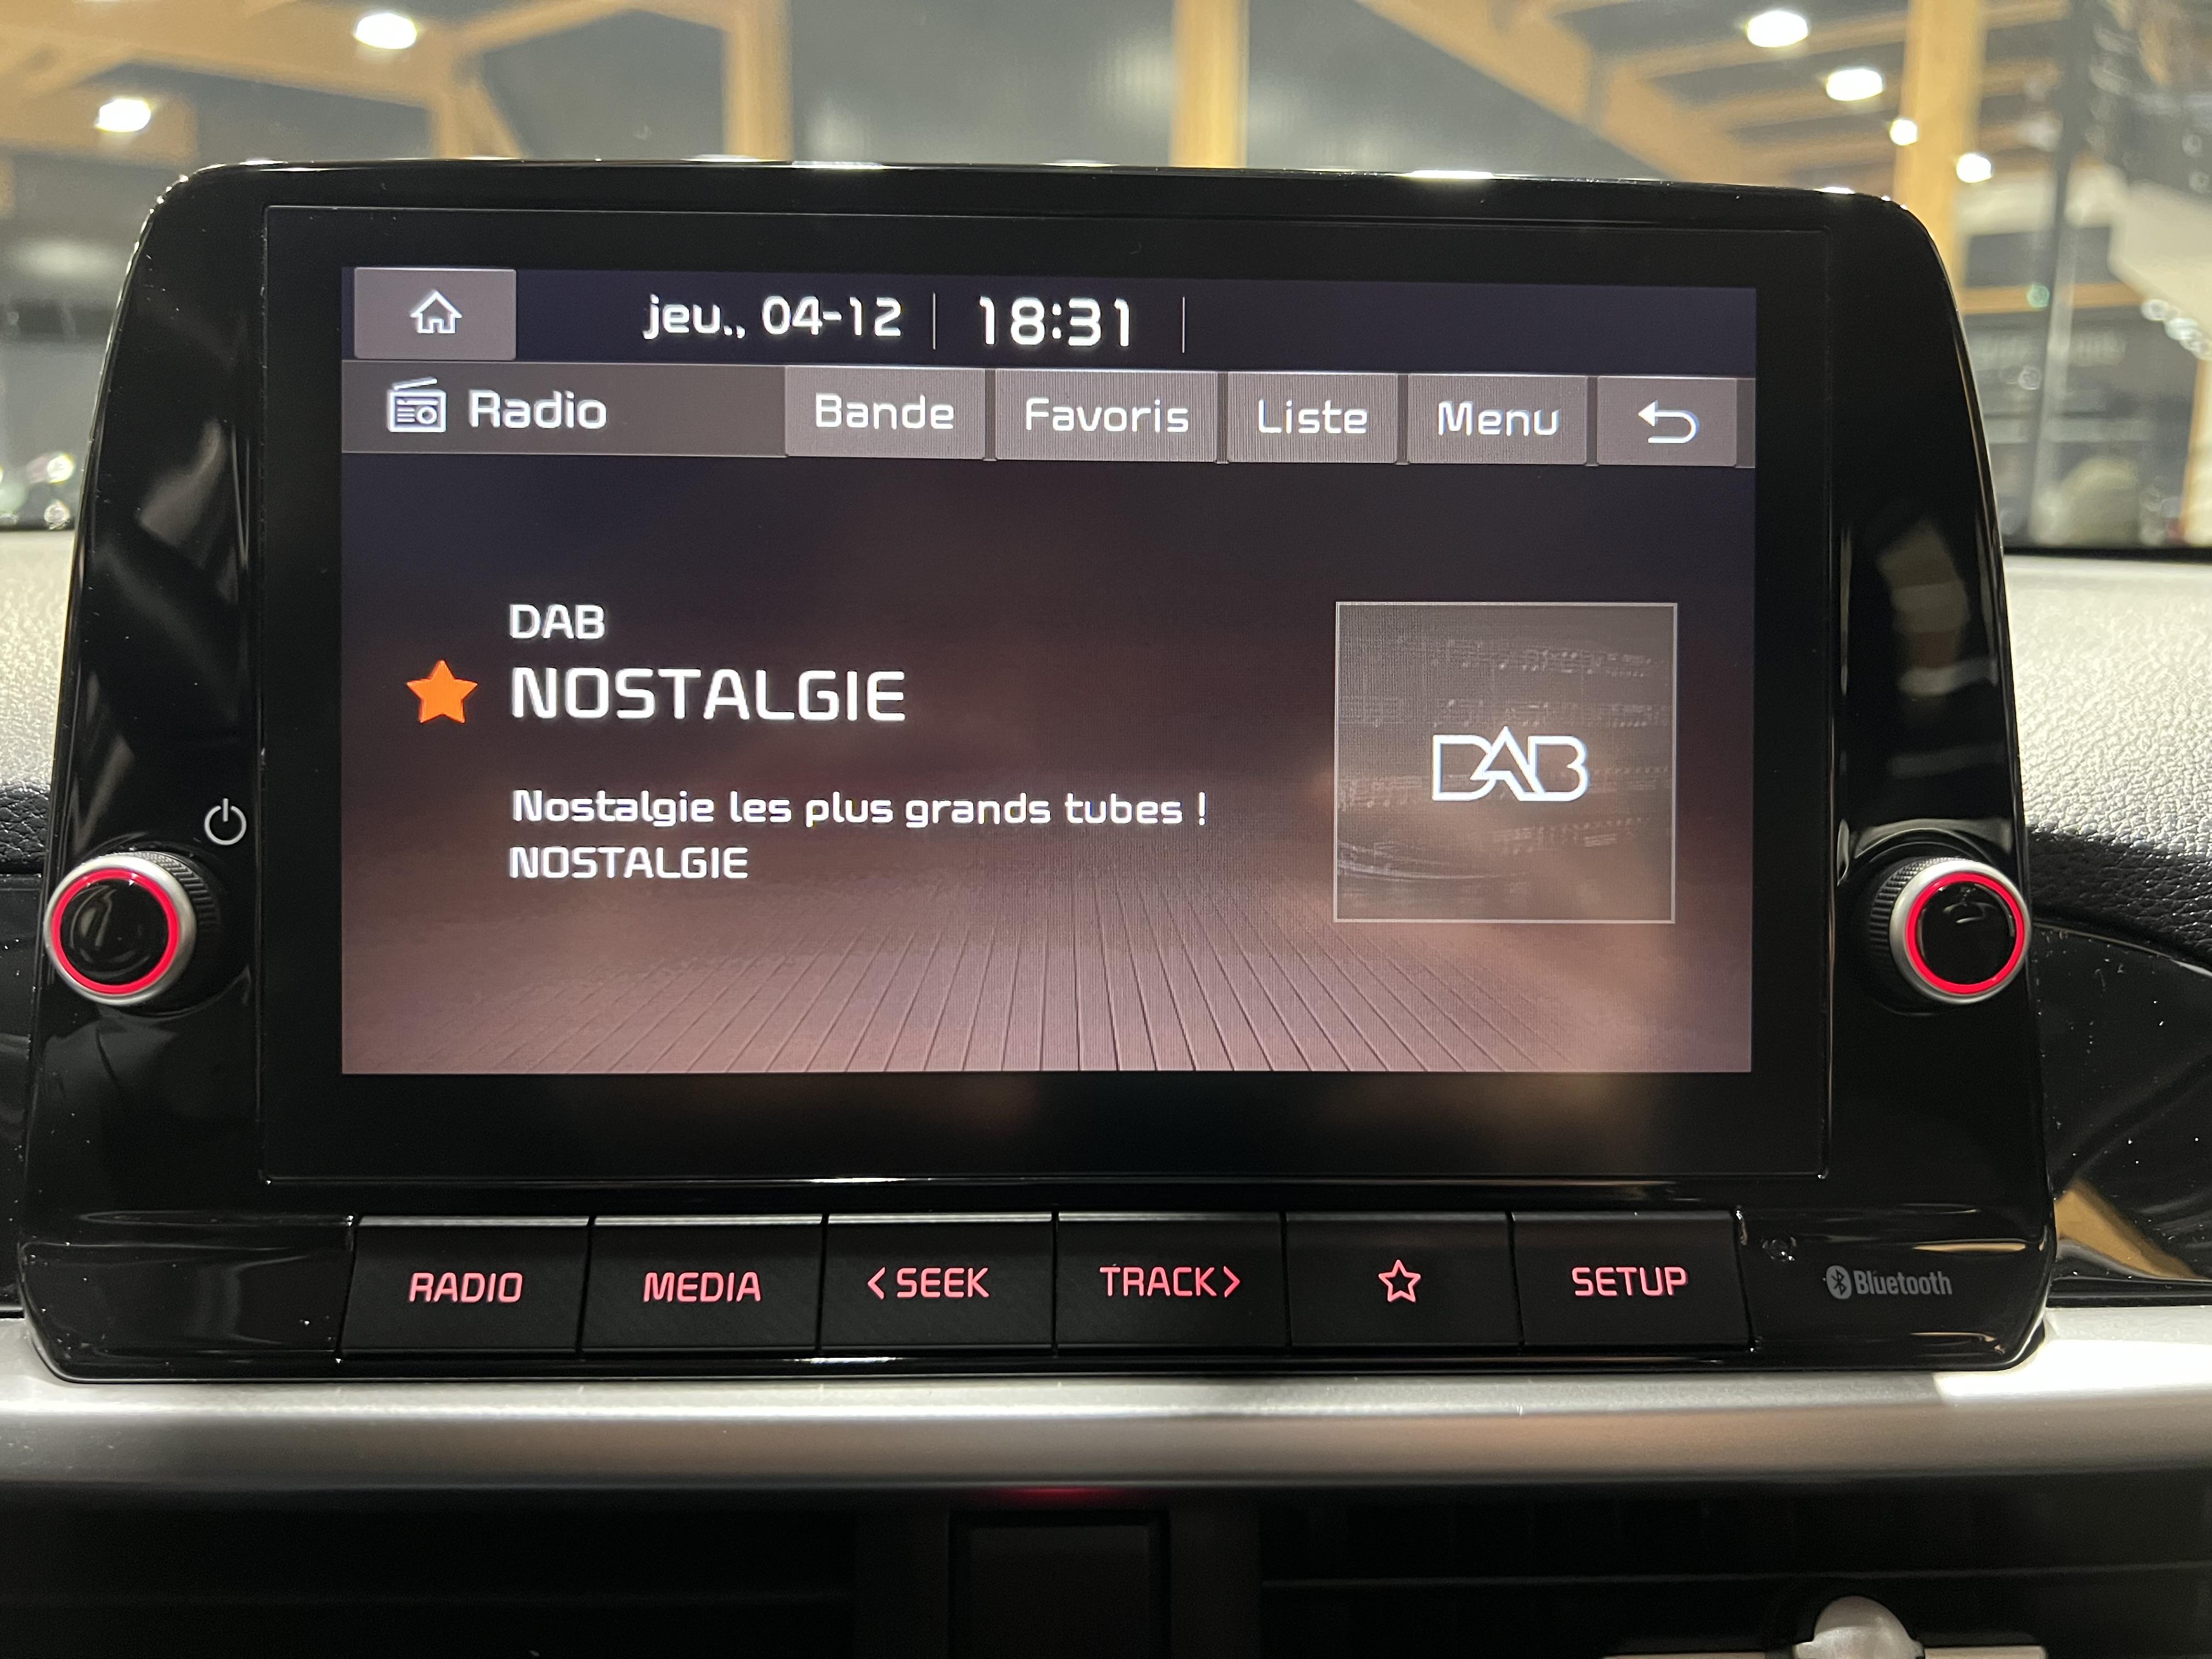 jeu., 04-12 18:31
Radio Bande Favoris Liste Menu
DAB
NOSTALGIE
Nostalgie les plus grands tubes !
NOSTALGIE
DAB
RADIO MEDIA <SEEK TRACK> SETUP
Bluetooth